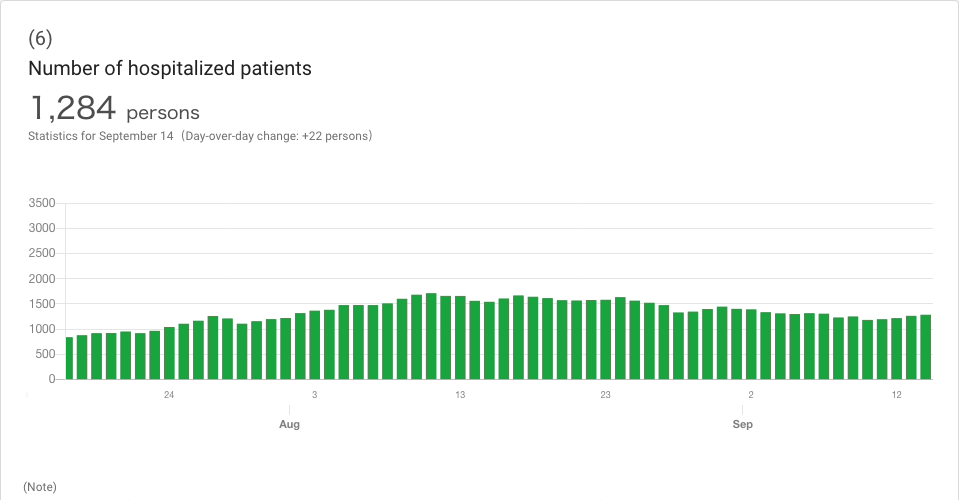 (6)
Number of hospitalized patients
1,284 persons
Statistics for September 14（Day-over-day change: +22 persons）
3500
3000
2500
2000
1500
1000
500
0
24 3 13 23 2 12
Aug Sep
(Note)